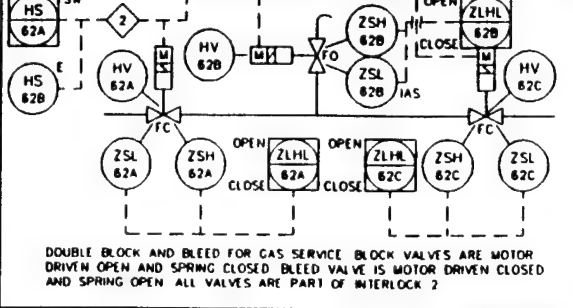 HS
62A
SR
2
HS
62B
E
M
HV
62A
FC
HV
62B
M
FO
ZSH
62B
ZSL
62B
IAS
OPEN
ZLHL
62B
CLOSE
M
HV
62C
FC
ZSL
62A
ZSH
62A
OPEN
ZLHL
62A
CLOSE
OPEN
ZLHL
62C
CLOSE
ZSH
62C
ZSL
62C
DOUBLE BLOCK AND BLEED FOR GAS SERVICE BLOCK VALVES ARE MOTOR
DRIVEN OPEN AND SPRING CLOSED BLEED VALVE IS MOTOR DRIVEN CLOSED
AND SPRING OPEN ALL VALVES ARE PART OF INTERLOCK 2